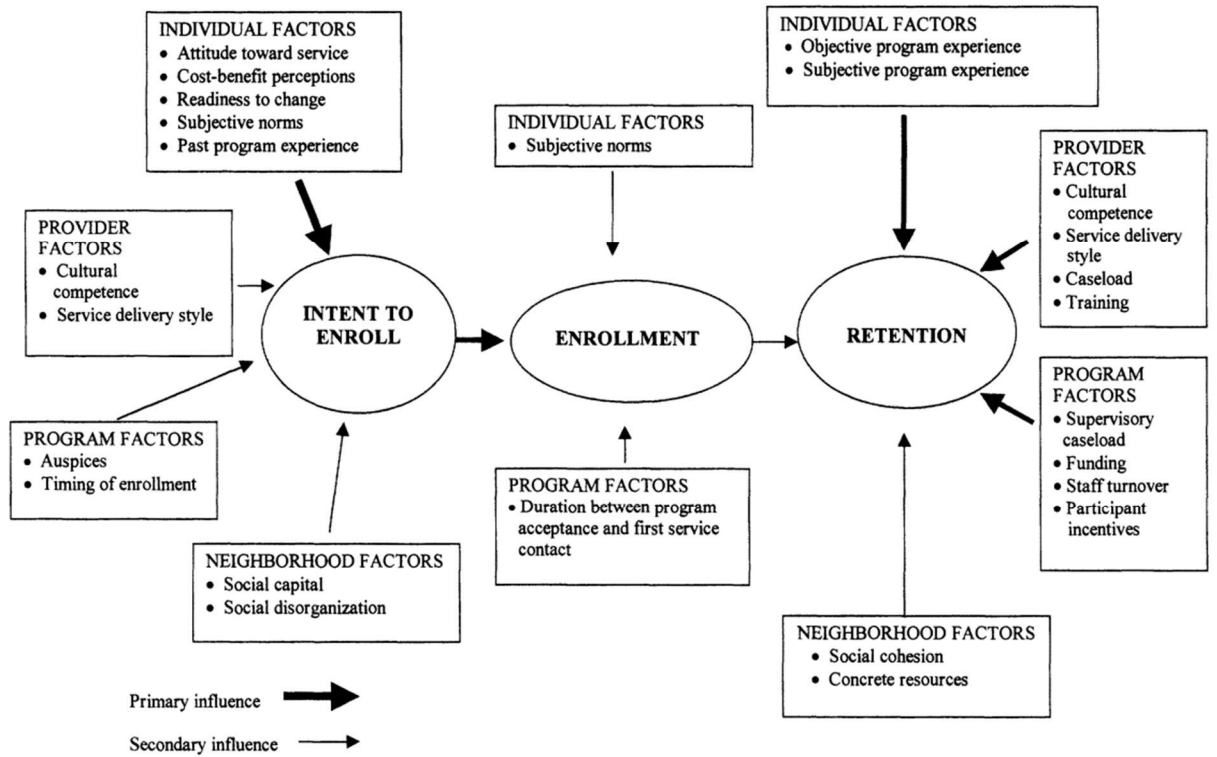 INDIVIDUAL FACTORS
• Attitude toward service
• Cost-benefit perceptions
• Readiness to change
• Subjective norms
• Past program experience
INDIVIDUAL FACTORS
• Subjective norms
INDIVIDUAL FACTORS
• Objective program experience
• Subjective program experience
PROVIDER
FACTORS
• Cultural
competence
• Service delivery style
PROVIDER
FACTORS
• Cultural
competence
• Service delivery
style
• Caseload
• Training
INTENT TO
ENROLL
ENROLLMENT
RETENTION
PROGRAM FACTORS
• Auspices
• Timing of enrollment
NEIGHBORHOOD FACTORS
• Social capital
• Social disorganization
PROGRAM FACTORS
• Duration between program
acceptance and first service
contact
PROGRAM
FACTORS
• Supervisory
caseload
• Funding
• Staff turnover
• Participant
incentives
NEIGHBORHOOD FACTORS
• Social cohesion
• Concrete resources
Primary influence
Secondary influence